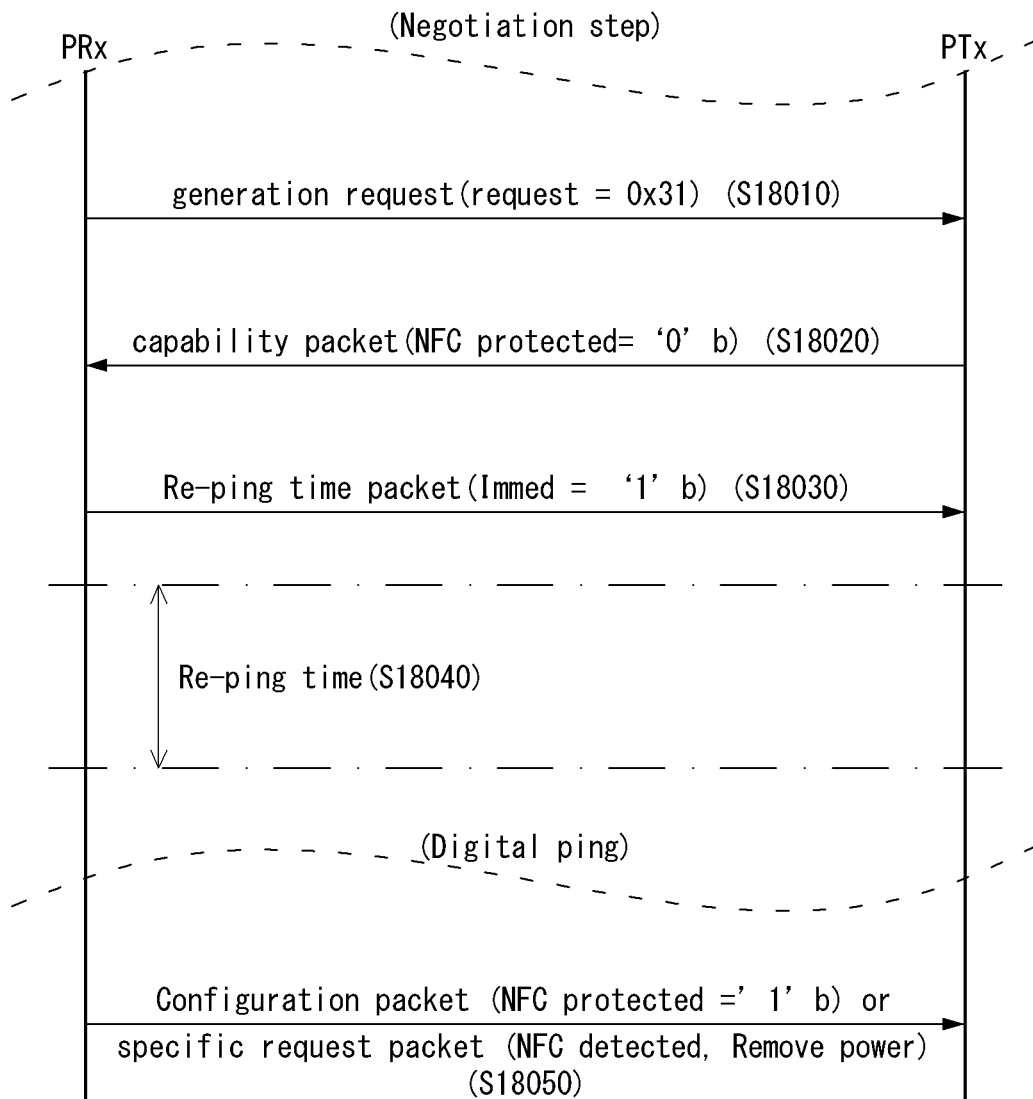 (Negotiation step)
PRx
PTx
generation request(request = 0x31) (S18010)
capability packet(NFC protected= ‘0’ b) (S18020)
Re-ping time packet(Immed = ‘1’ b) (S18030)
Re-ping time(S18040)
(Digital ping)
Configuration packet (NFC protected =’ 1’ b) or
specific request packet (NFC detected, Remove power)
(S18050)